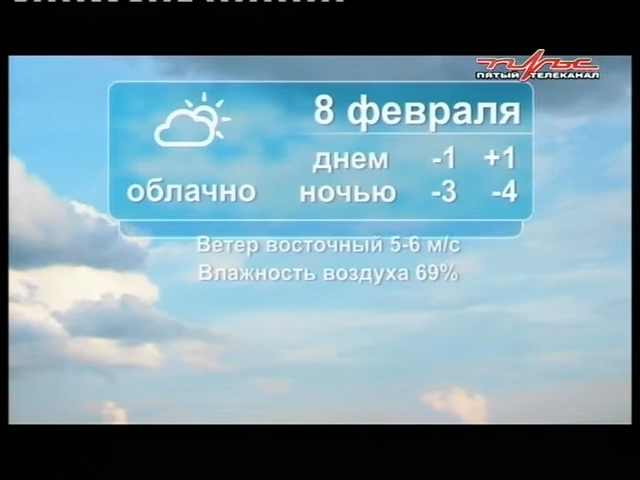 ПУЛЬС
ПЯТЫЙ ТЕЛЕКАНАЛ
8 февраля
днем -1 +1
облачно
ночью -3 -4
Ветер восточный 5-6 м/с
Влажность воздуха 69%